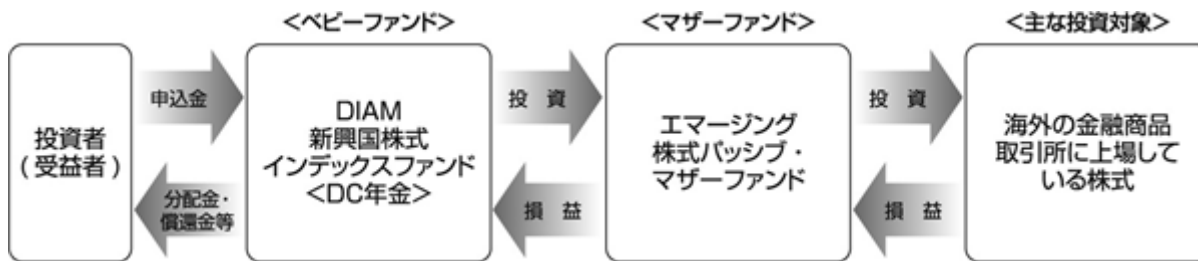 <ベビーファンド>
<マザーファンド>
<主な投資対象>
投資者
(受益者)
申込金
分配金・
償還金等
DIAM
新興国株式
インデックスファンド
<DC年金>
投 資
損 益
エマージング
株式パッシブ・
マザーファンド
投 資
損 益
海外の金融商品
取引所に上場して
いる株式